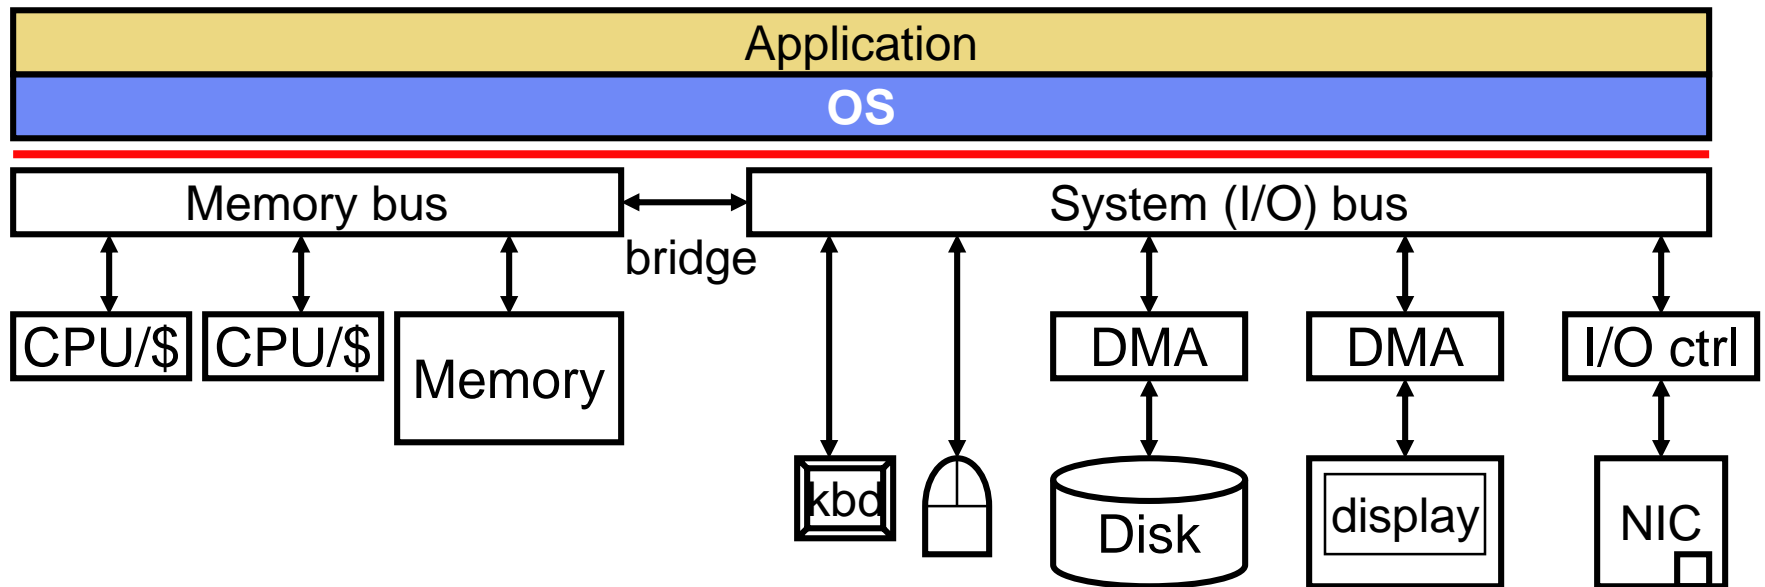 Application
OS
Memory bus
System (I/O) bus
bridge
CPU/$
CPU/$
Memory
DMA
DMA
I/O ctrl
kbd
Disk
display
NIC